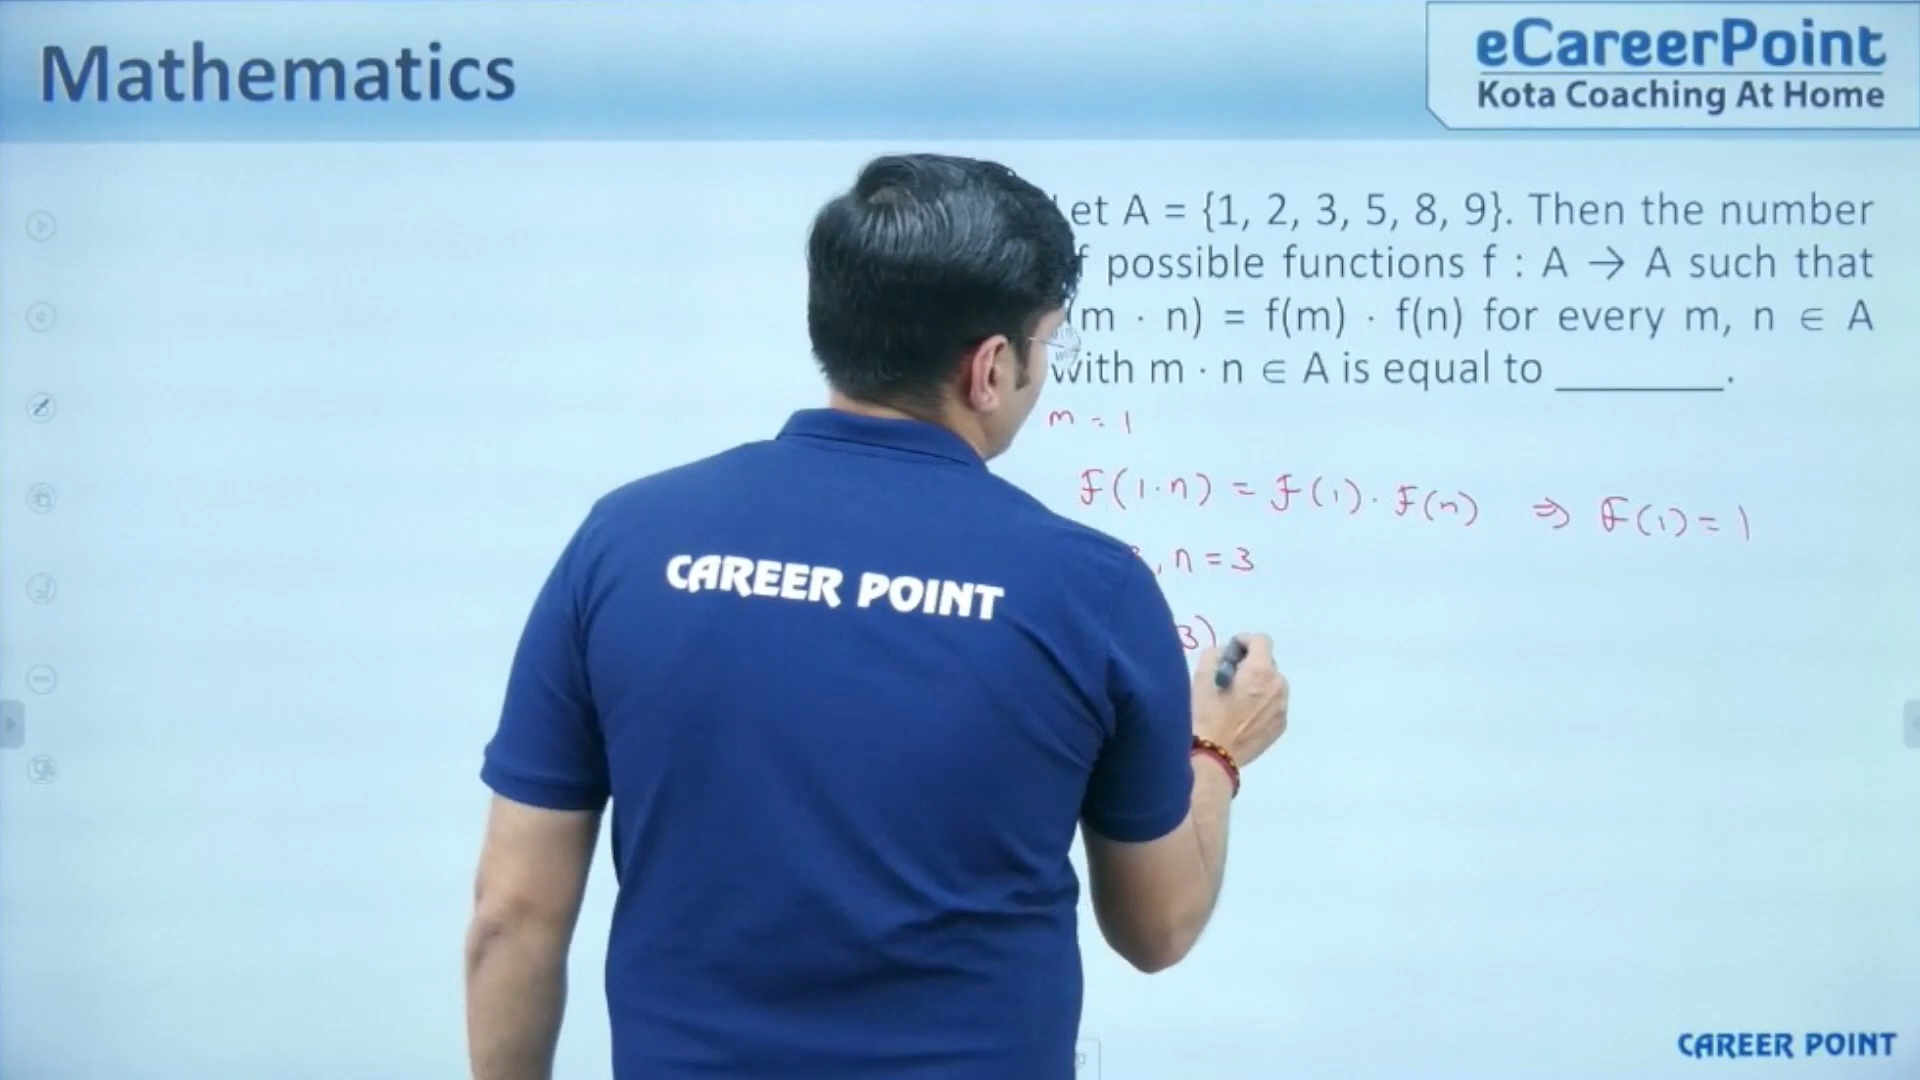 Mathematics
eCareerPoint
Kota Coaching At Home
et A = {1, 2, 3, 5, 8, 9}. Then the number
f possible functions f : A → A such that
(m · n) = f(m) · f(n) for every m, n ∈ A
with m · n ∈ A is equal to ________.
m = 1
f(1·n) = f(1) · f(n) ⇒ f(1) = 1
, n = 3
3)
CAREER POINT
CAREER POINT